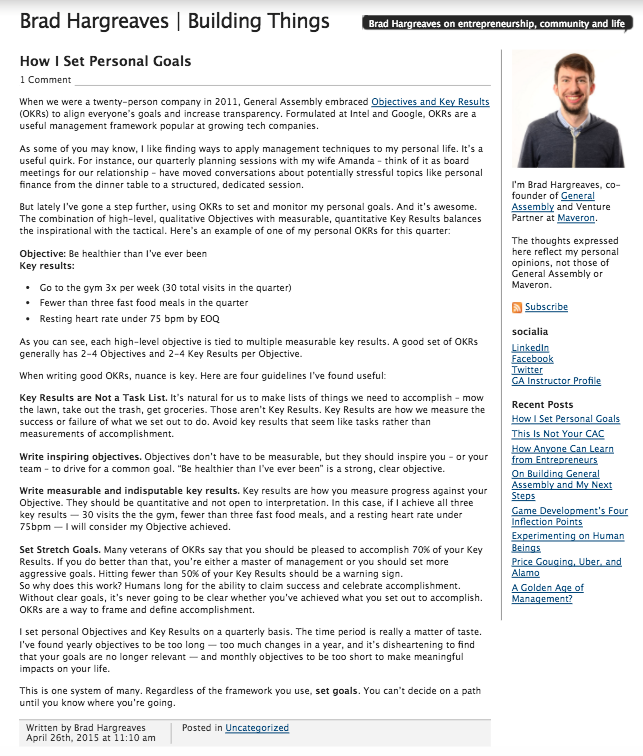 Brad Hargreaves | Building Things
Brad Hargreaves on entrepreneurship, community and life
How I Set Personal Goals
1 Comment
When we were a twenty-person company in 2011, General Assembly embraced Objectives and Key Results
(OKRs) to align everyone's goals and increase transparency. Formulated at Intel and Google, OKRs are a
useful management framework popular at growing tech companies.
As some of you may know, I like finding ways to apply management techniques to my personal life. It's a
useful quirk. For instance, our quarterly planning sessions with my wife Amanda – think of it as board
meetings for our relationship – have moved conversations about potentially stressful topics like personal
finance from the dinner table to a structured, dedicated session.
But lately I've gone a step further, using OKRs to set and monitor my personal goals. And it's awesome.
The combination of high-level, qualitative Objectives with measurable, quantitative Key Results balances
the inspirational with the tactical. Here's an example of one of my personal OKRs for this quarter:
Objective: Be healthier than I've ever been
Key results:
• Go to the gym 3x per week (30 total visits in the quarter)
• Fewer than three fast food meals in the quarter
• Resting heart rate under 75 bpm by EOQ
As you can see, each high-level objective is tied to multiple measurable key results. A good set of OKRs
generally has 2-4 Objectives and 2-4 Key Results per Objective.
When writing good OKRs, nuance is key. Here are four guidelines I've found useful:
Key Results are Not a Task List. It's natural for us to make lists of things we need to accomplish – mow
the lawn, take out the trash, get groceries. Those aren't Key Results. Key Results are how we measure the
success or failure of what we set out to do. Avoid key results that seem like tasks rather than
measurements of accomplishment.
Write inspiring objectives. Objectives don't have to be measurable, but they should inspire you – or your
team – to drive for a common goal. “Be healthier than I've ever been” is a strong, clear objective.
Write measurable and indisputable key results. Key results are how you measure progress against your
Objective. They should be quantitative and not open to interpretation. In this case, if I achieve all three
key results — 30 visits to the gym, fewer than three fast food meals, and a resting heart rate under
75bpm — I will consider my Objective achieved.
Set Stretch Goals. Many veterans of OKRs say that you should be pleased to accomplish 70% of your Key
Results. If you do better than that, you're either a master of management or you should set more
aggressive goals. Hitting fewer than 50% of your Key Results should be a warning sign.
So why does this work? Humans long for the ability to claim success and celebrate accomplishment.
Without clear goals, it's never going to be clear whether you've achieved what you set out to accomplish.
OKRs are a way to frame and define accomplishment.
I set personal Objectives and Key Results on a quarterly basis. The time period is really a matter of taste.
I've found yearly objectives to be too long — too much changes in a year, and it's disheartening to find
that your goals are no longer relevant — and monthly objectives to be too short to make meaningful
impacts on your life.
This is one system of many. Regardless of the framework you use, set goals. You can't decide on a path
until you know where you're going.
Written by Brad Hargreaves
April 26th, 2015 at 11:10 am
Posted in Uncategorized
I'm Brad Hargreaves, co-
founder of General
Assembly and Venture
Partner at Maveron.
The thoughts expressed
here reflect my personal
opinions, not those of
General Assembly or
Maveron.
Subscribe
socialia
LinkedIn
Facebook
Twitter
GA Instructor Profile
Recent Posts
How I Set Personal Goals
This Is Not Your CAC
How Anyone Can Learn
from Entrepreneurs
On Building General
Assembly and My Next
Steps
Game Development's Four
Inflection Points
Experimenting on Human
Beings
Price Gouging, Uber, and
Alamo
A Golden Age of
Management?